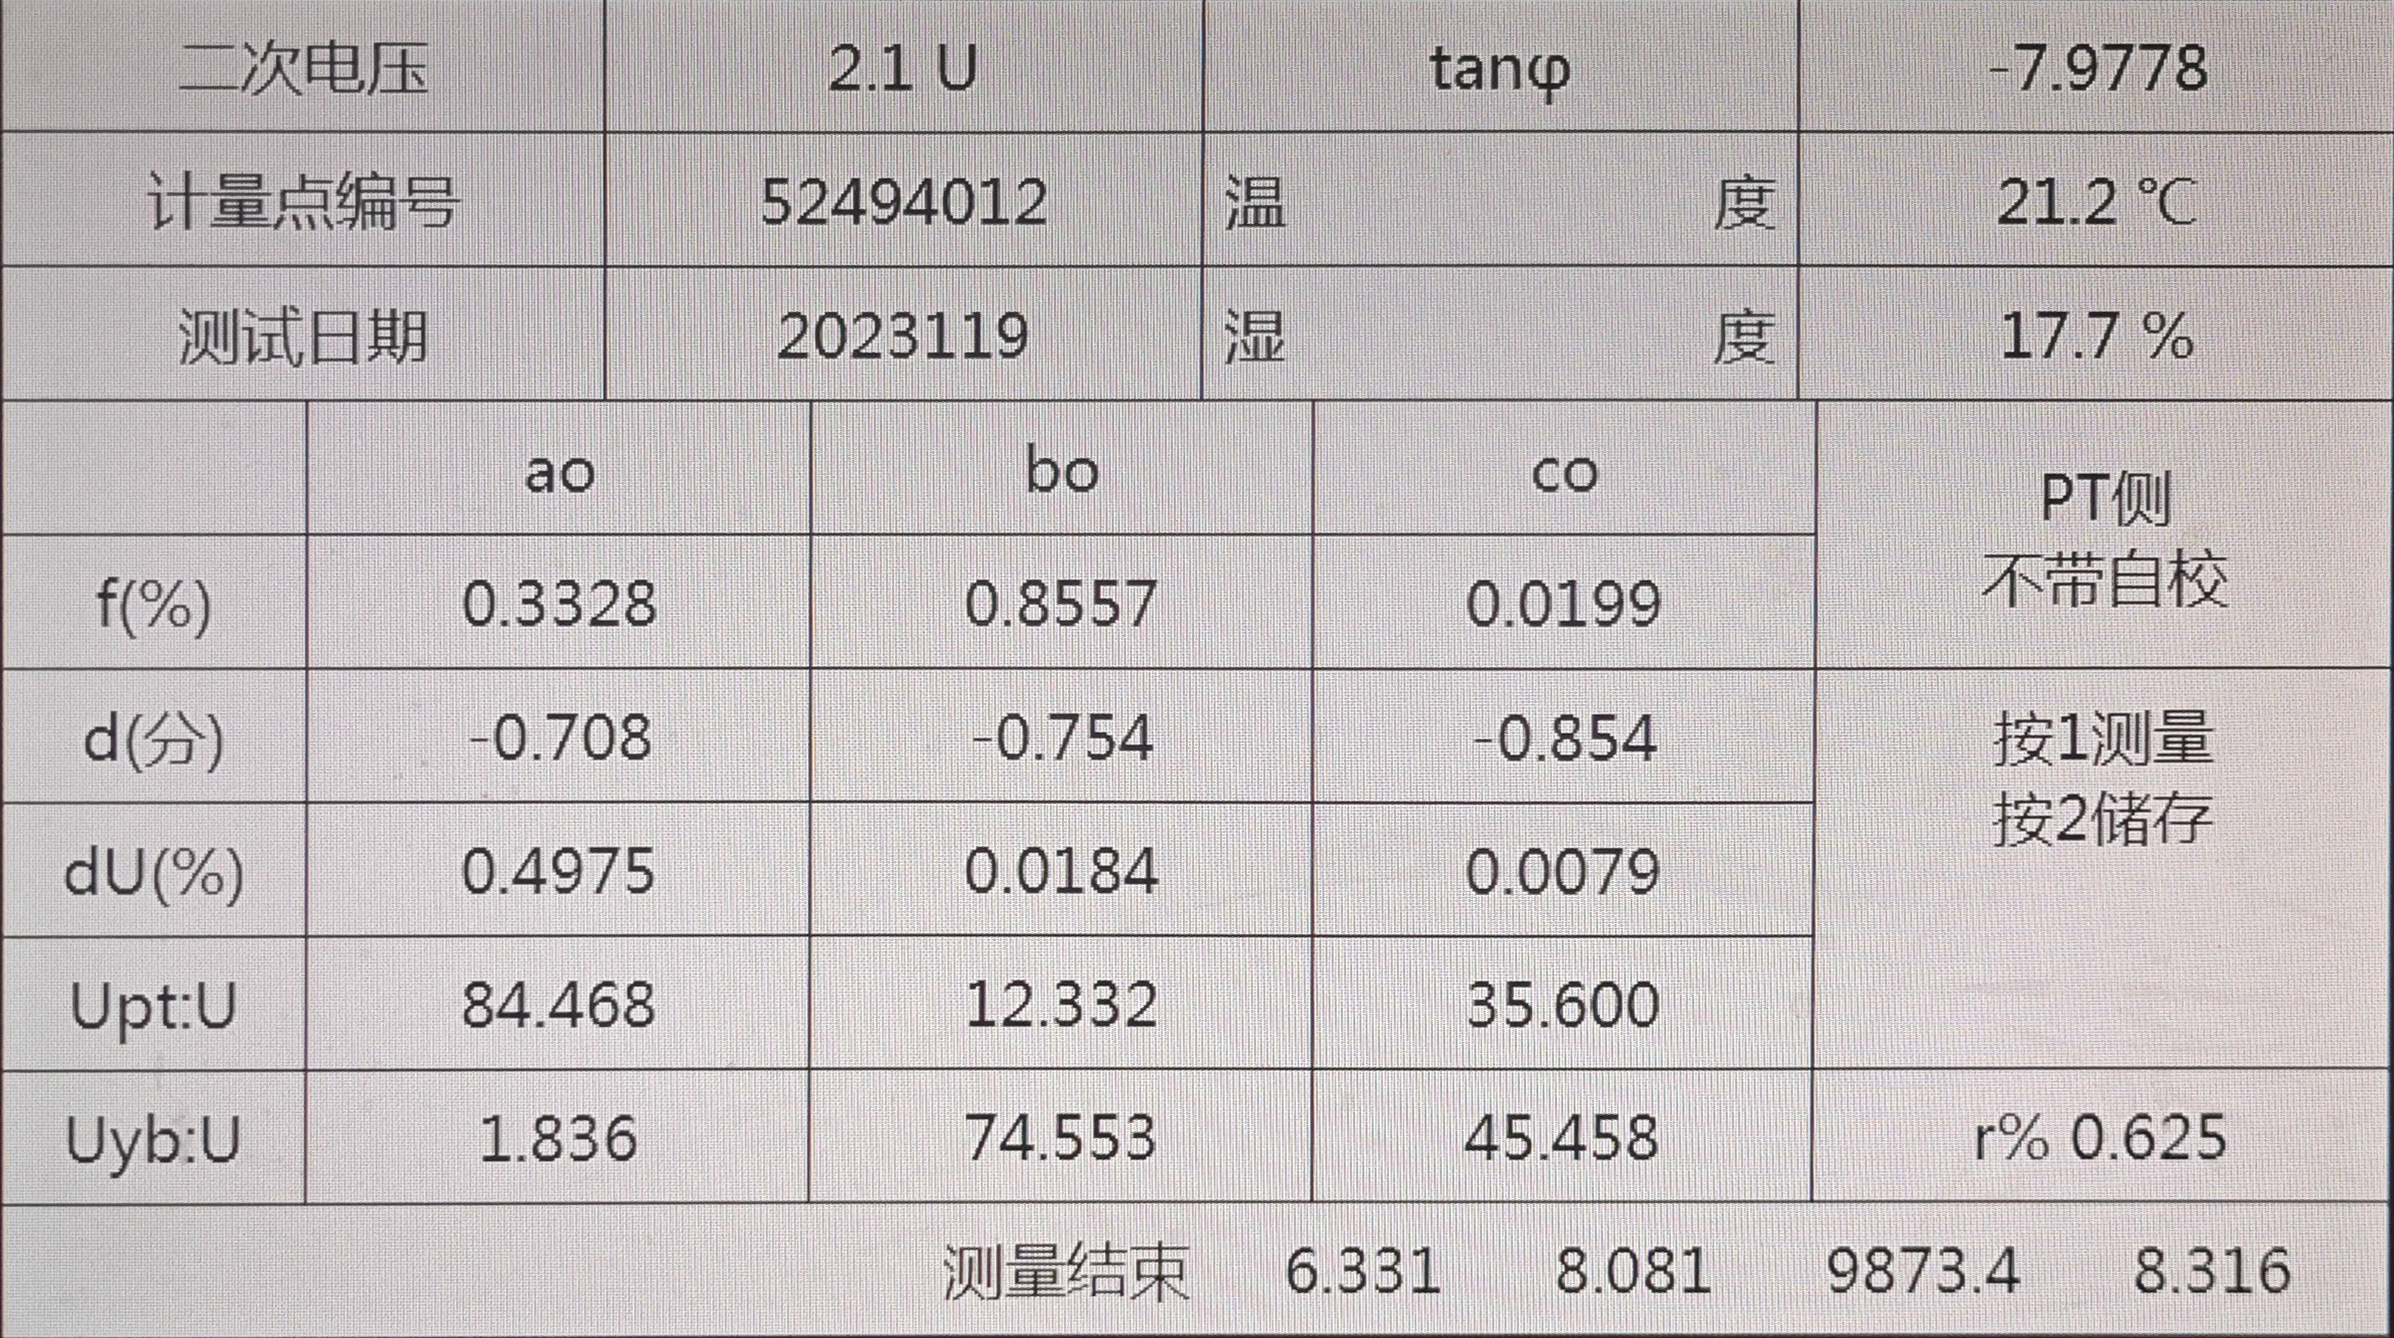 二次电压 2.1 U tanφ -7.9778
计量点编号 52494012 温 度 21.2 ℃
测试日期 2023119 湿 度 17.7 %
ao bo co PT侧
不带自校
f(%) 0.3328 0.8557 0.0199
d(分) -0.708 -0.754 -0.854 按1测量
按2储存
dU(%) 0.4975 0.0184 0.0079
Upt:U 84.468 12.332 35.600
Uyb:U 1.836 74.553 45.458 r% 0.625
测量结束 6.331 8.081 9873.4 8.316